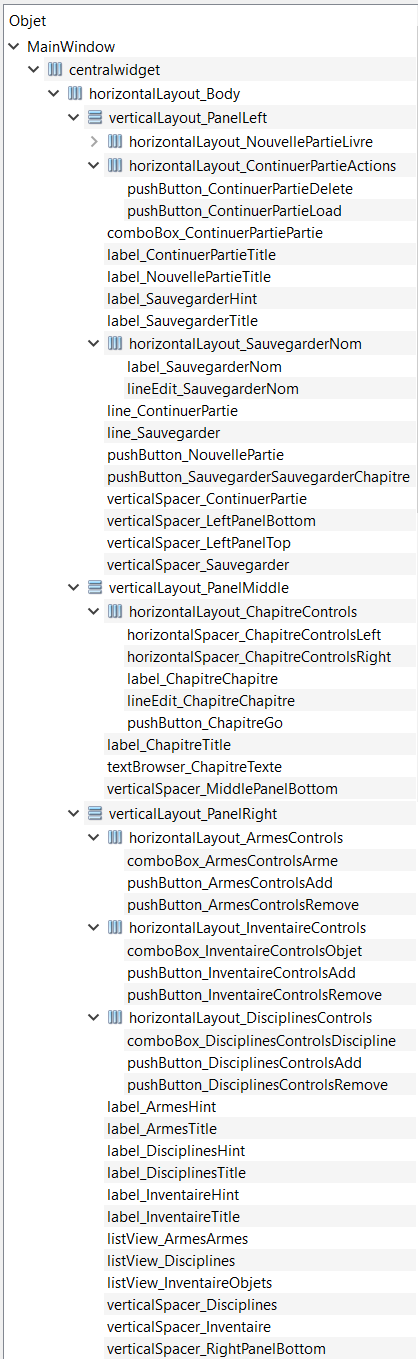 Objet
MainWindow
centralwidget
horizontalLayout_Body
verticalLayout_PanelLeft
horizontalLayout_NouvellePartieLivre
horizontalLayout_ContinuerPartieActions
pushButton_ContinuerPartieDelete
pushButton_ContinuerPartieLoad
comboBox_ContinuerPartiePartie
label_ContinuerPartieTitle
label_NouvellePartieTitle
label_SauvegarderHint
label_SauvegarderTitle
horizontalLayout_SauvegarderNom
label_SauvegarderNom
lineEdit_SauvegarderNom
line_ContinuerPartie
line_Sauvegarder
pushButton_NouvellePartie
pushButton_SauvegarderSauvegarderChapitre
verticalSpacer_ContinuerPartie
verticalSpacer_LeftPanelBottom
verticalSpacer_LeftPanelTop
verticalSpacer_Sauvegarder
verticalLayout_PanelMiddle
horizontalLayout_ChapitreControls
horizontalSpacer_ChapitreControlsLeft
horizontalSpacer_ChapitreControlsRight
label_ChapitreChapitre
lineEdit_ChapitreChapitre
pushButton_ChapitreGo
label_ChapitreTitle
textBrowser_ChapitreTexte
verticalSpacer_MiddlePanelBottom
verticalLayout_PanelRight
horizontalLayout_ArmesControls
comboBox_ArmesControlsArme
pushButton_ArmesControlsAdd
pushButton_ArmesControlsRemove
horizontalLayout_InventaireControls
comboBox_InventaireControlsObjet
pushButton_InventaireControlsAdd
pushButton_InventaireControlsRemove
horizontalLayout_DisciplinesControls
comboBox_DisciplinesControlsDiscipline
pushButton_DisciplinesControlsAdd
pushButton_DisciplinesControlsRemove
label_ArmesHint
label_ArmesTitle
label_DisciplinesHint
label_DisciplinesTitle
label_InventaireHint
label_InventaireTitle
listView_ArmesArmes
listView_Disciplines
listView_InventaireObjets
verticalSpacer_Disciplines
verticalSpacer_Inventaire
verticalSpacer_RightPanelBottom